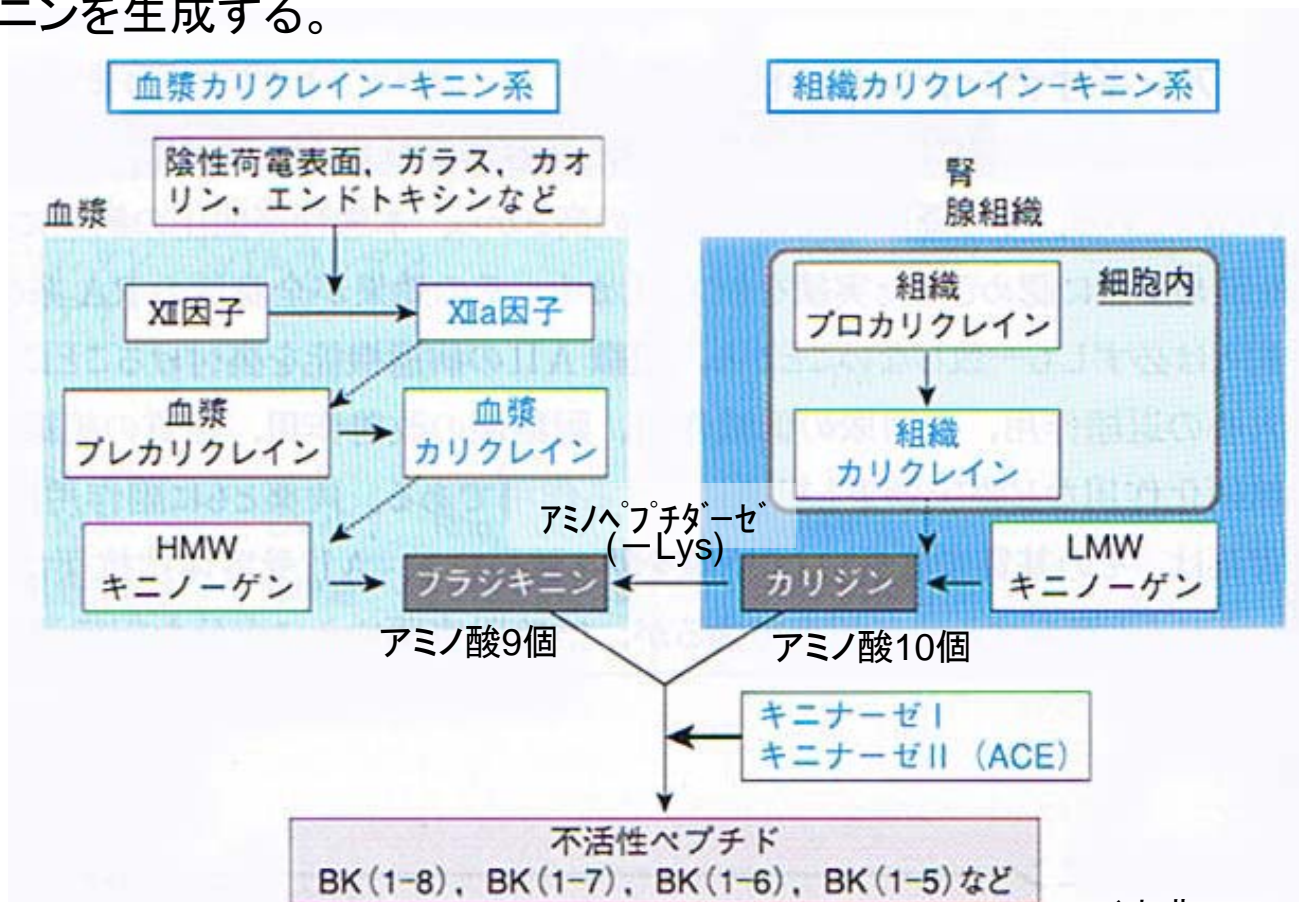 ニンを生成する。
血漿カリクレイン-キニン系
組織カリクレイン-キニン系
陰性荷電表面，ガラス，カオ
リン，エンドトキシンなど
血漿
腎
腺組織
XII因子
XIIa因子
組織
プロカリクレイン
細胞内
血漿
プレカリクレイン
血漿
カリクレイン
組織
カリクレイン
アミノペプチダーゼ
(－Lys)
HMW
キニノーゲン
ブラジキニン
カリジン
LMW
キニノーゲン
アミノ酸9個
アミノ酸10個
キニナーゼⅠ
キニナーゼⅡ (ACE)
不活性ペプチド
BK(1-8)，BK(1-7)，BK(1-6)，BK(1-5)など